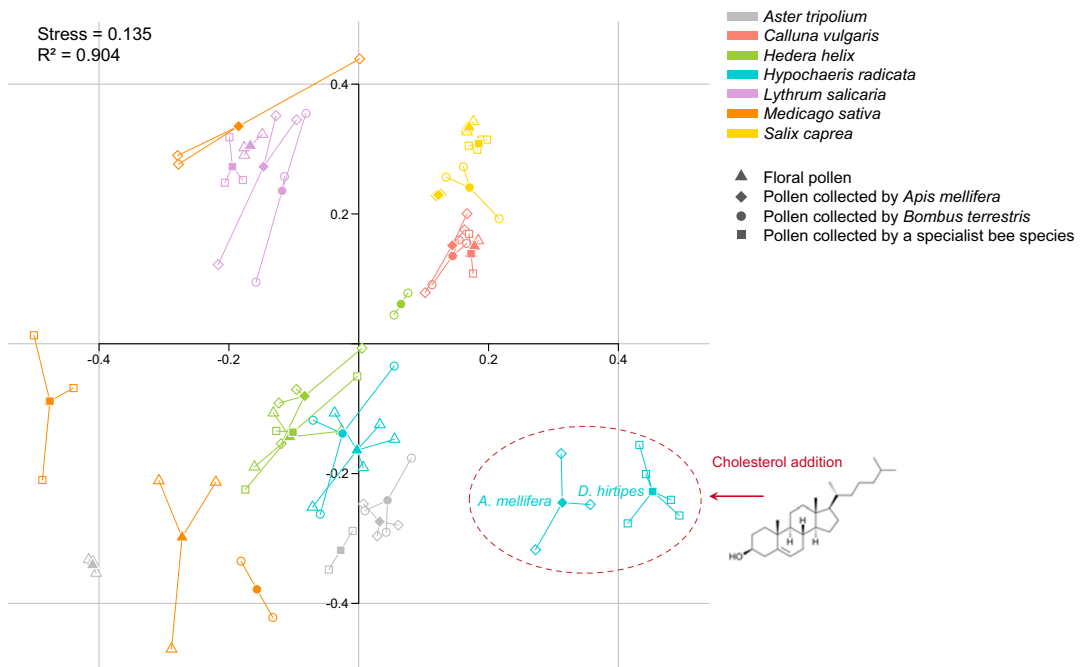 Stress = 0.135
R² = 0.904
Aster tripolium
Calluna vulgaris
Hedera helix
Hypochaeris radicata
Lythrum salicaria
Medicago sativa
Salix caprea
Floral pollen
Pollen collected by Apis mellifera
Pollen collected by Bombus terrestris
Pollen collected by a specialist bee species
0.4
0.2
-0.4
-0.2
0.2
0.4
-0.2
-0.4
A. mellifera
D. hirtipes
Cholesterol addition
H
H
H
HO